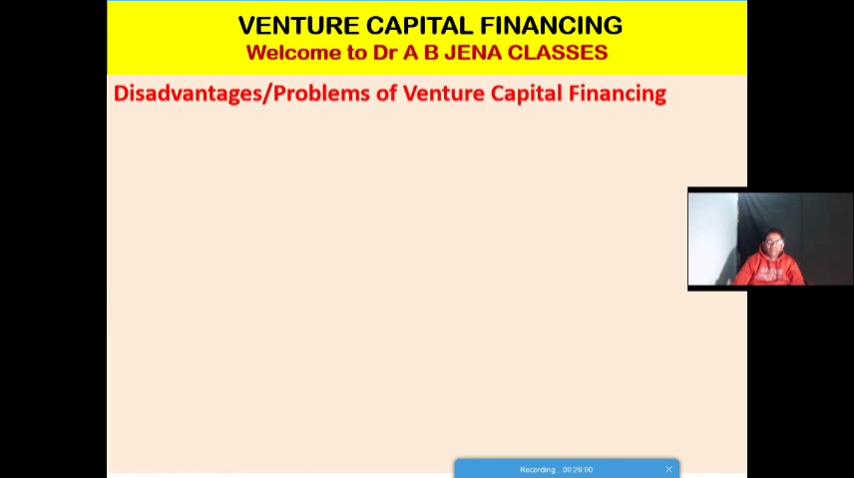 VENTURE CAPITAL FINANCING
Welcome to Dr A B JENA CLASSES
Disadvantages/Problems of Venture Capital Financing
Recording... 00:26:00